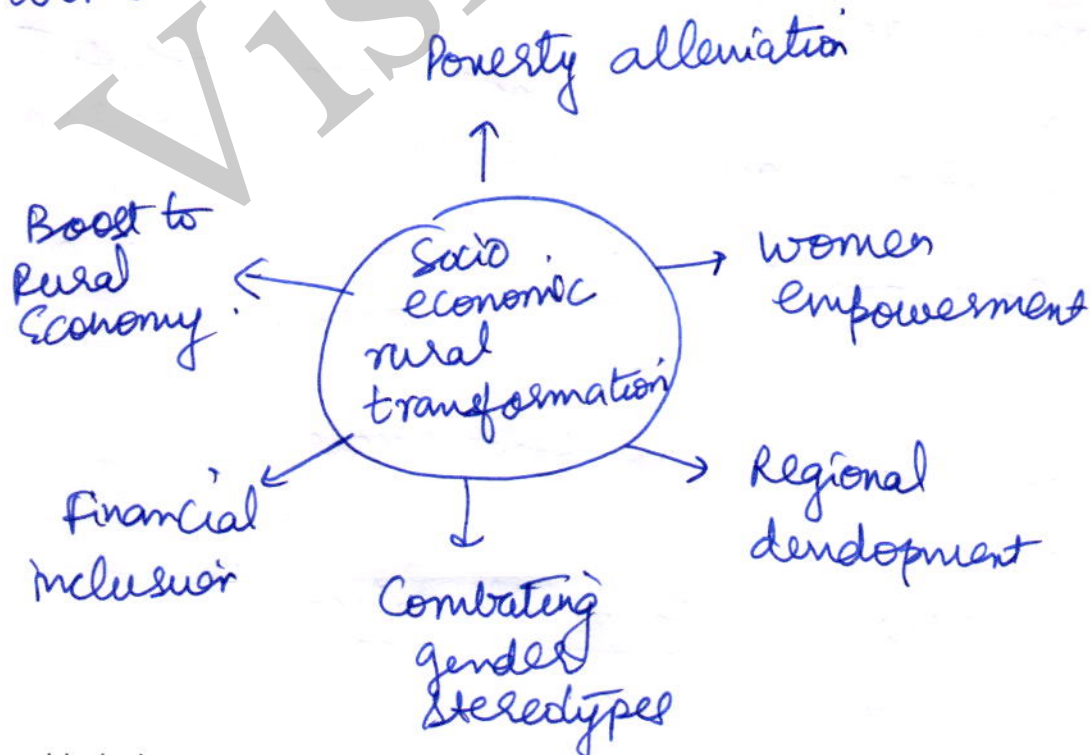 Poverty alleviation
Boost to
Rural
Economy.
Socio
economic
rural
transformation
women
empowerment
Financial
inclusion
Combating
gender
stereotypes
Regional
development